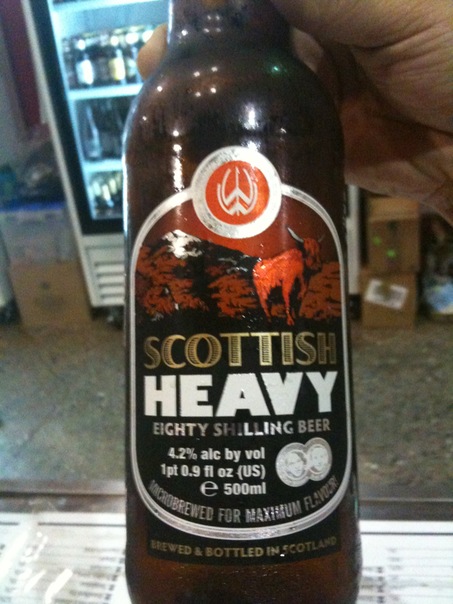 SCOTTISH
HEAVY
EIGHTY SHILLING BEER
4.2% alc by vol
1pt 0.9 fl oz (US)
℮ 500ml
MICROBREWED FOR MAXIMUM FLAVOUR
BREWED & BOTTLED IN SCOTLAND